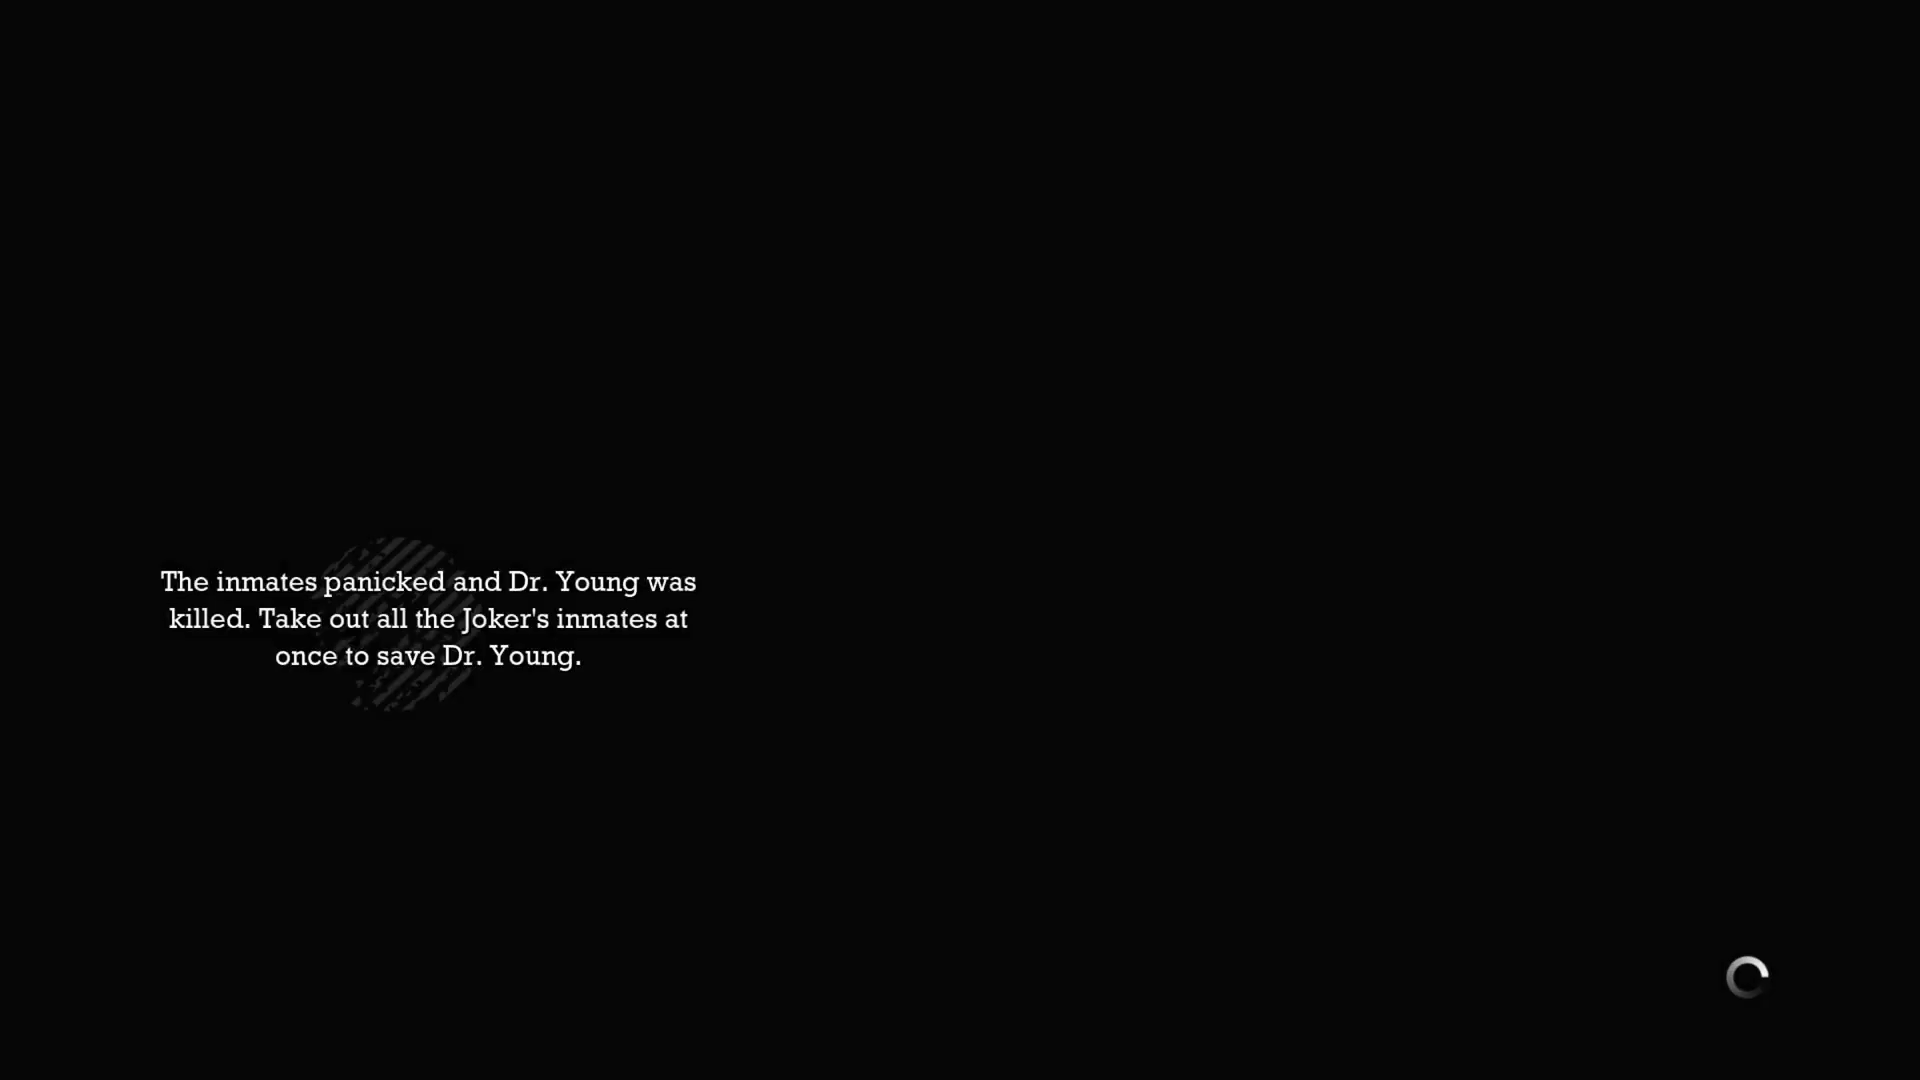 The inmates panicked and Dr. Young was
killed. Take out all the Joker's inmates at
once to save Dr. Young.